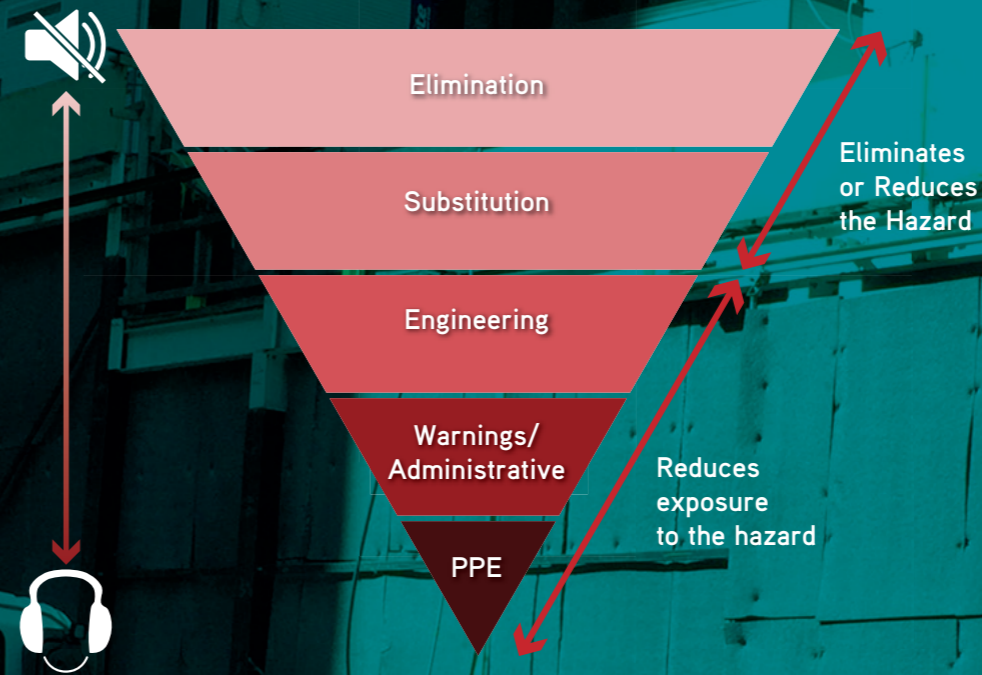 Elimination
Substitution
Engineering
Warnings/
Administrative
PPE
Eliminates
or Reduces
the Hazard
Reduces
exposure
to the hazard